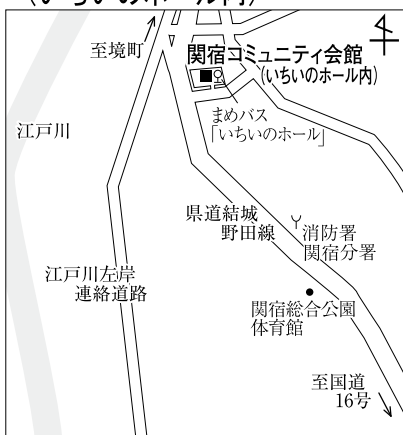 (いちいのホール内)
至境町
関宿コミュニティ会館
(いちいのホール内)
まめバス
「いちいのホール」
江戸川
県道結城
野田線
消防署
関宿分署
江戸川左岸
連絡道路
関宿総合公園
体育館
至国道
16号